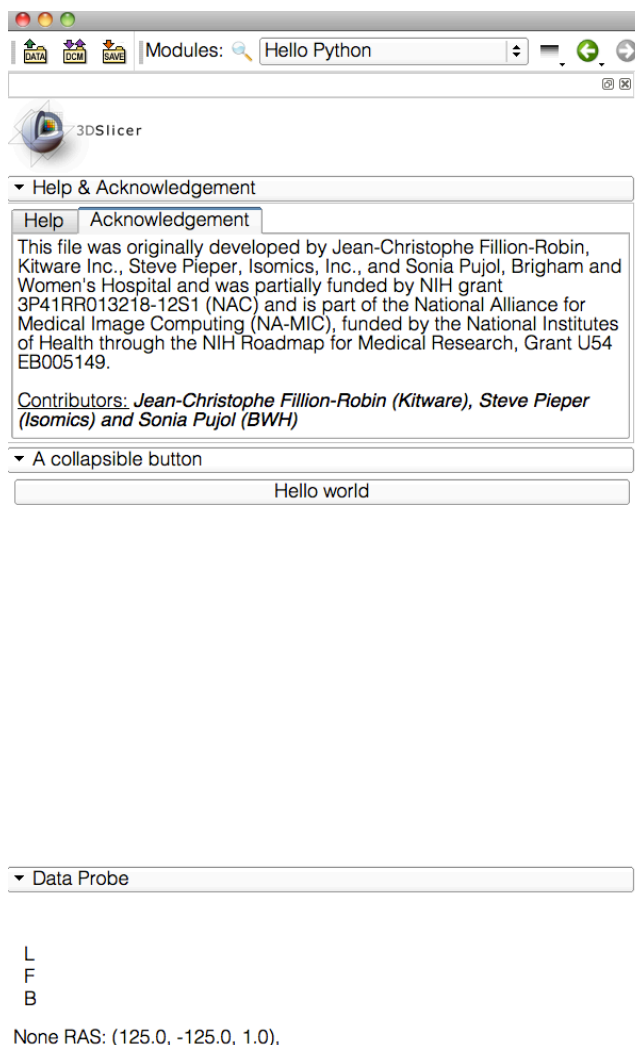 DATA DCM SAVE Modules: Hello Python
3DSlicer
Help & Acknowledgement
Help Acknowledgement
This file was originally developed by Jean-Christophe Fillion-Robin,
Kitware Inc., Steve Pieper, Isomics, Inc., and Sonia Pujol, Brigham and
Women's Hospital and was partially funded by NIH grant
3P41RR013218-12S1 (NAC) and is part of the National Alliance for
Medical Image Computing (NA-MIC), funded by the National Institutes
of Health through the NIH Roadmap for Medical Research, Grant U54
EB005149.
Contributors: Jean-Christophe Fillion-Robin (Kitware), Steve Pieper
(Isomics) and Sonia Pujol (BWH)
A collapsible button
Hello world
Data Probe
L
F
B
None RAS: (125.0, -125.0, 1.0),